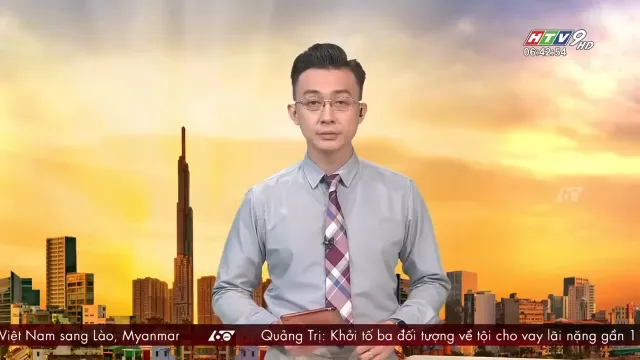 HTV9 HD
06:42:54
Việt Nam sang Lào, Myanmar 60 Quảng Trị: Khởi tố ba đối tượng về tội cho vay lãi nặng gần 1